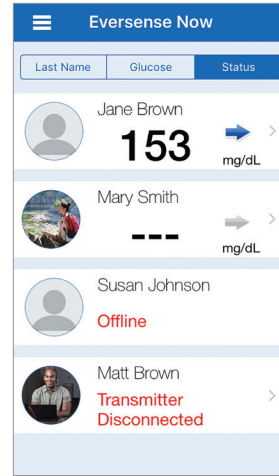 Eversense Now
Last Name
Glucose
Status
Jane Brown
153
mg/dL
Mary Smith
---
mg/dL
Susan Johnson
Offline
Matt Brown
Transmitter
Disconnected